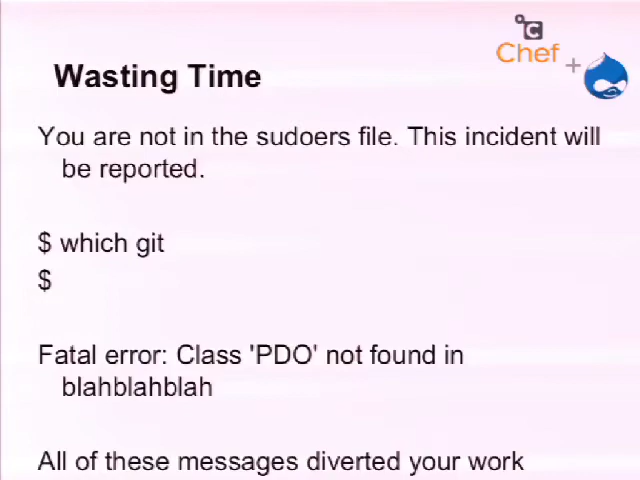 Chef
+
Wasting Time
You are not in the sudoers file. This incident will
be reported.
$ which git
$
Fatal error: Class 'PDO' not found in
blahblahblah
All of these messages diverted your work